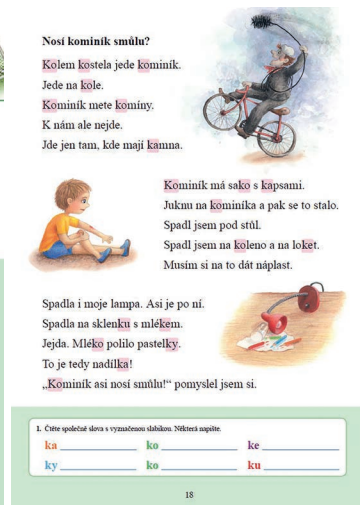 Nosí kominík smůlu?
Kolem kostela jede kominík.
Jede na kole.
Kominík mete komíny.
K nám ale nejde.
Jde jen tam, kde mají kamna.
Kominík má sako s kapsami.
Juknu na kominíka a pak se to stalo.
Spadl jsem pod stůl.
Spadl jsem na koleno a na loket.
Musím si na to dát náplast.
Spadla i moje lampa. Asi je po ní.
Spadla na sklenku s mlékem.
Jejda. Mléko polilo pastelky.
To je tedy nadílka!
„Kominík asi nosí smůlu!“ pomyslel jsem si.
1. Čtěte společně slova s vyznačenou slabikou. Některá napište.
ka ko ke
ky ko ku
18